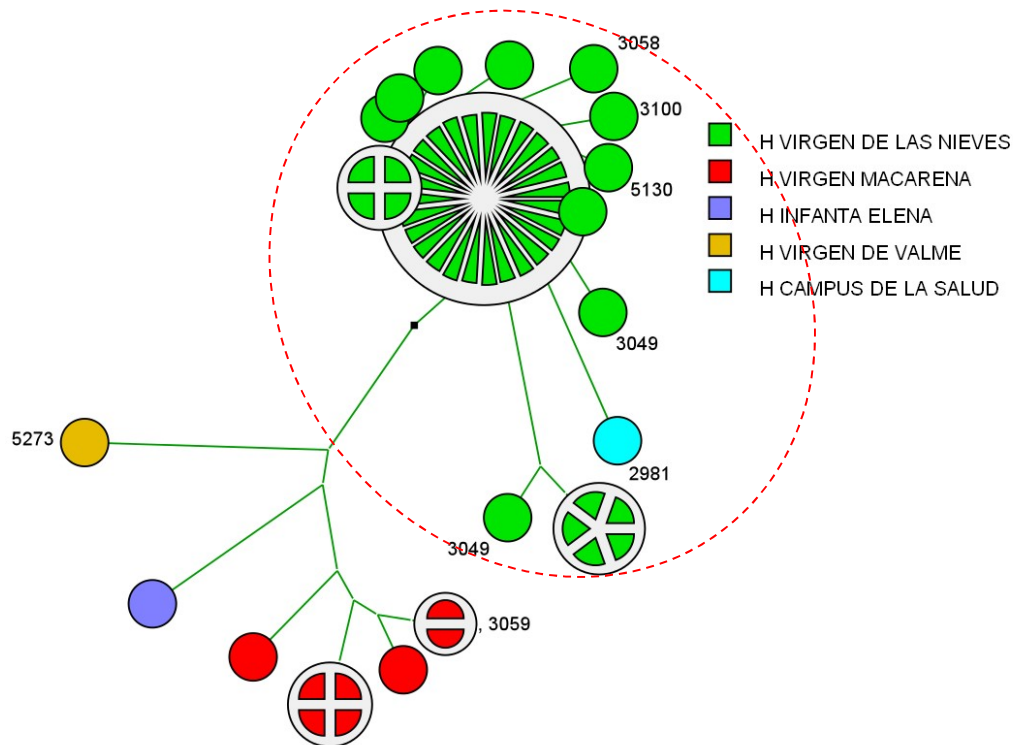 3058
3100
H VIRGEN DE LAS NIEVES
H VIRGEN MACARENA
5130
H INFANTA ELENA
H VIRGEN DE VALME
H CAMPUS DE LA SALUD
3049
5273
2981
3049
, 3059